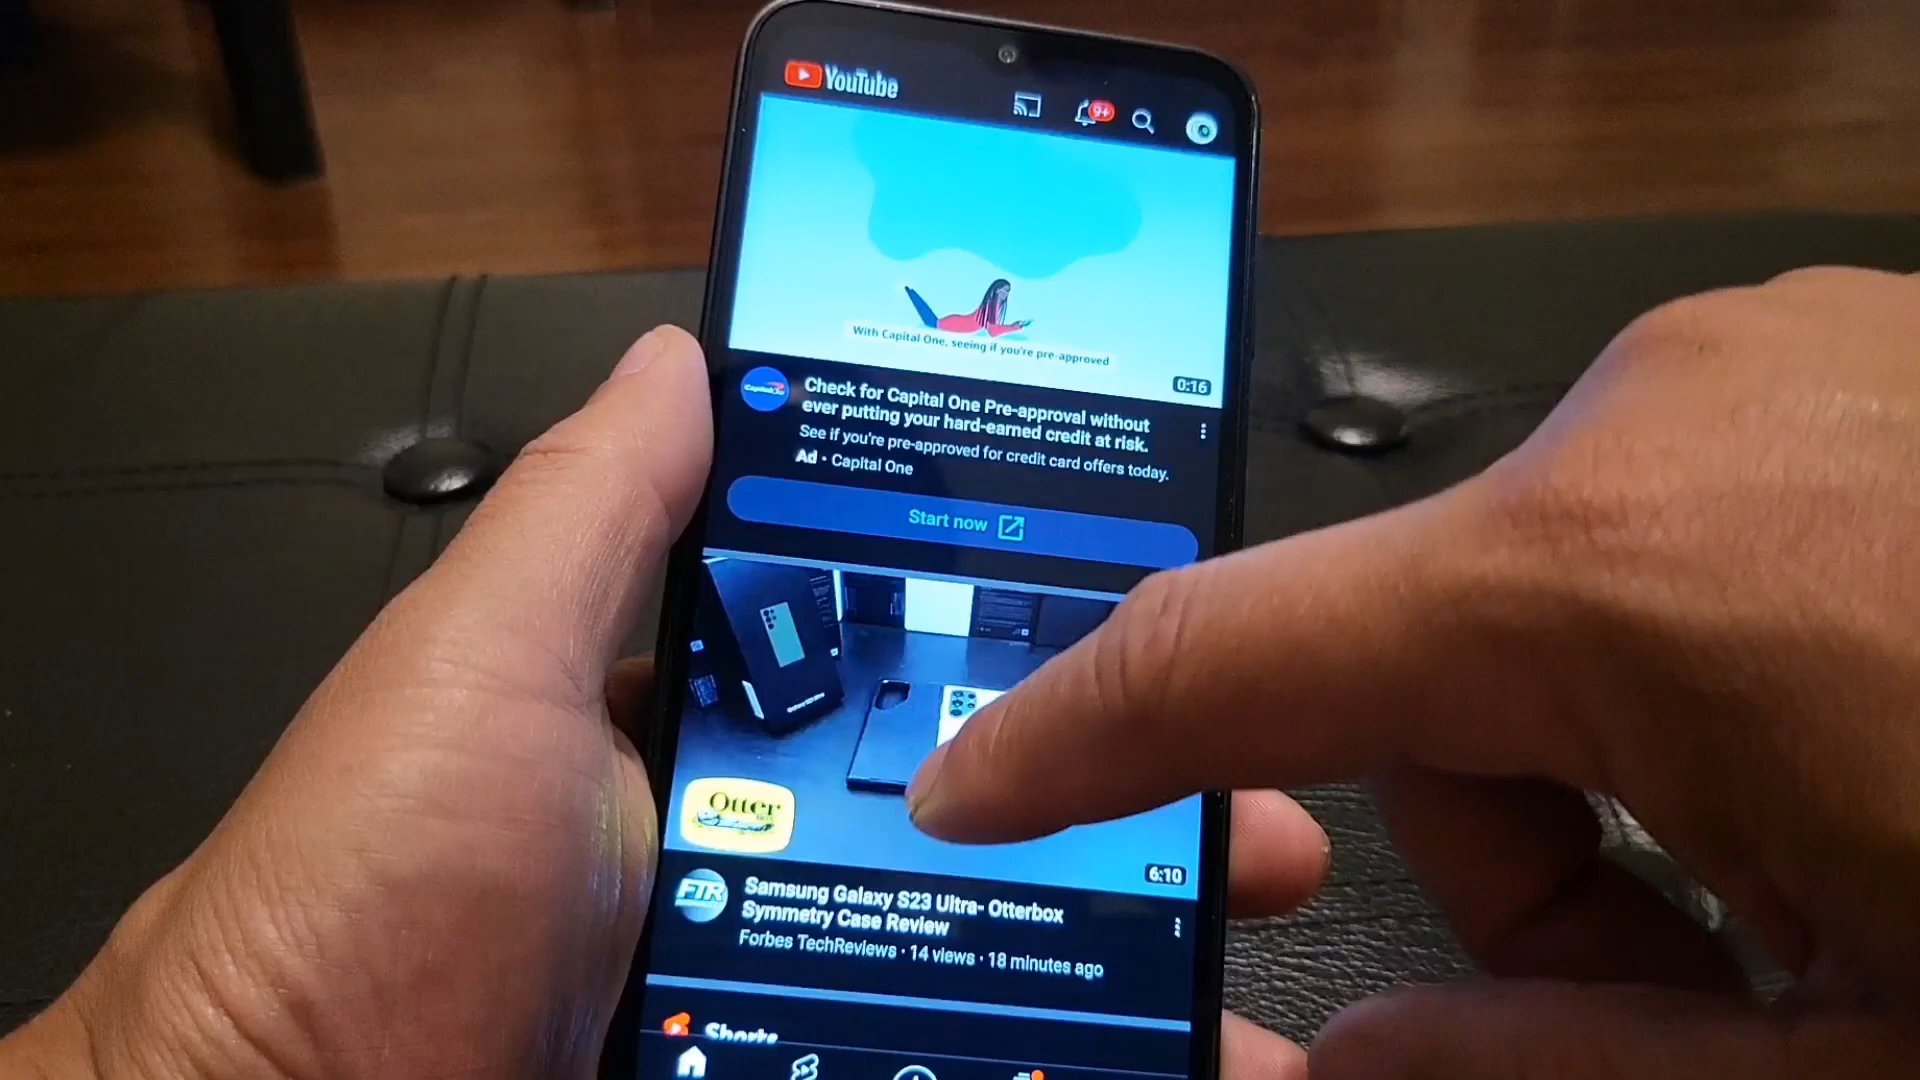 YouTube
9+
With Capital One, seeing if you're pre-approved
0:16
Check for Capital One Pre-approval without
ever putting your hard-earned credit at risk.
See if you're pre-approved for credit card offers today.
Ad • Capital One
Start now
Otter
6:10
FTR
Samsung Galaxy S23 Ultra- Otterbox
Symmetry Case Review
Forbes TechReviews · 14 views · 18 minutes ago
Shorts